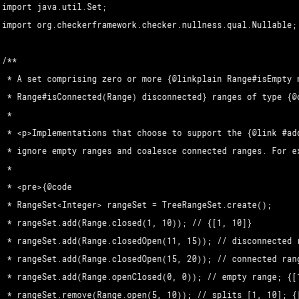 import java.util.Set;
import org.checkerframework.checker.nullness.qual.Nullable;
/**
* A set comprising zero or more {@linkplain Range#isEmpty
* Range#isConnected(Range) disconnected} ranges of type {@
*
* <p>Implementations that choose to support the {@link #add
* ignore empty ranges and coalesce connected ranges. For
*
* <pre>{@code
* RangeSet<Integer> rangeSet = TreeRangeSet.create();
* rangeSet.add(Range.closed(1, 10)); // {[1, 10]}
* rangeSet.add(Range.closedOpen(11, 15)); // disconnected
* rangeSet.add(Range.closedOpen(15, 20)); // connected
* rangeSet.add(Range.openClosed(0, 0)); // empty range; {[
* rangeSet.remove(Range.open(5, 10)); // splits [1, 10];